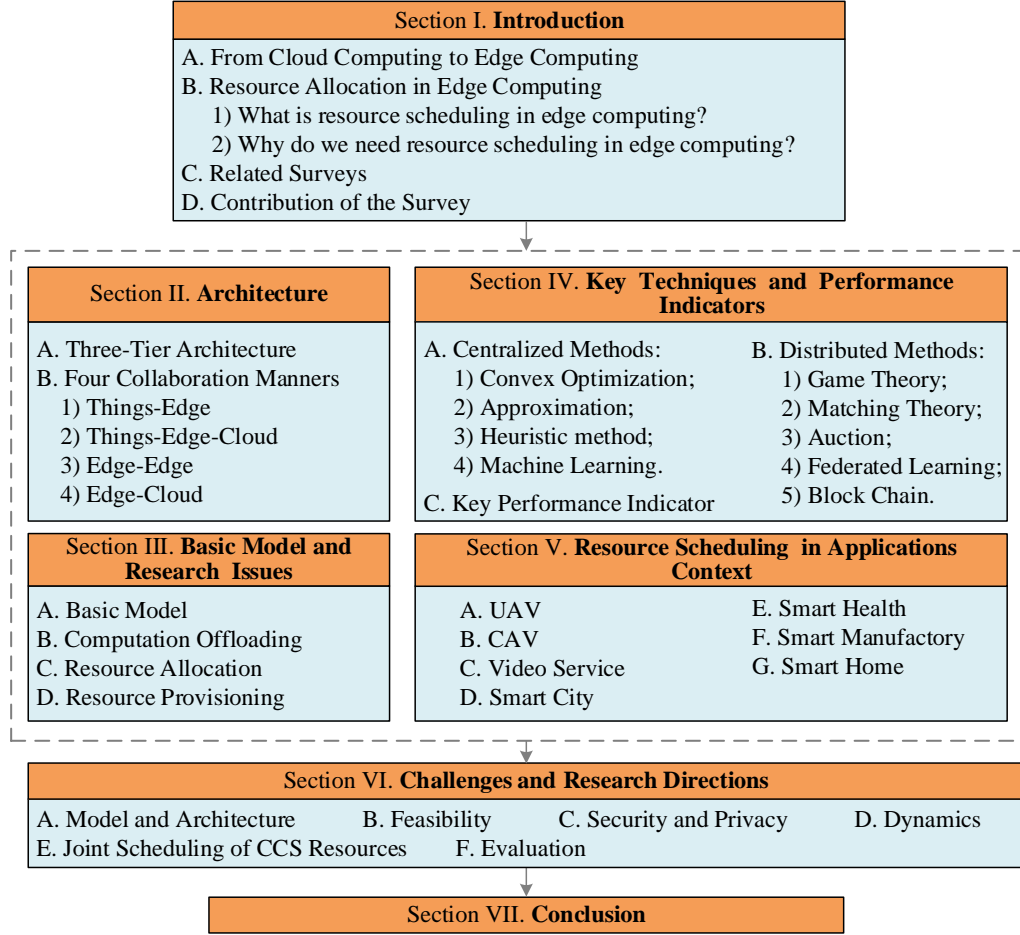 Section I. Introduction
A. From Cloud Computing to Edge Computing
B. Resource Allocation in Edge Computing
1) What is resource scheduling in edge computing?
2) Why do we need resource scheduling in edge computing?
C. Related Surveys
D. Contribution of the Survey
Section II. Architecture
A. Three-Tier Architecture
B. Four Collaboration Manners
1) Things-Edge
2) Things-Edge-Cloud
3) Edge-Edge
4) Edge-Cloud
Section III. Basic Model and
Research Issues
A. Basic Model
B. Computation Offloading
C. Resource Allocation
D. Resource Provisioning
Section IV. Key Techniques and Performance
Indicators
A. Centralized Methods:
1) Convex Optimization;
2) Approximation;
3) Heuristic method;
4) Machine Learning.
B. Distributed Methods:
1) Game Theory;
2) Matching Theory;
3) Auction;
4) Federated Learning;
5) Block Chain.
C. Key Performance Indicator
Section V. Resource Scheduling in Applications
Context
A. UAV
B. CAV
C. Video Service
D. Smart City
E. Smart Health
F. Smart Manufactory
G. Smart Home
Section VI. Challenges and Research Directions
A. Model and Architecture B. Feasibility C. Security and Privacy D. Dynamics
E. Joint Scheduling of CCS Resources F. Evaluation
Section VII. Conclusion